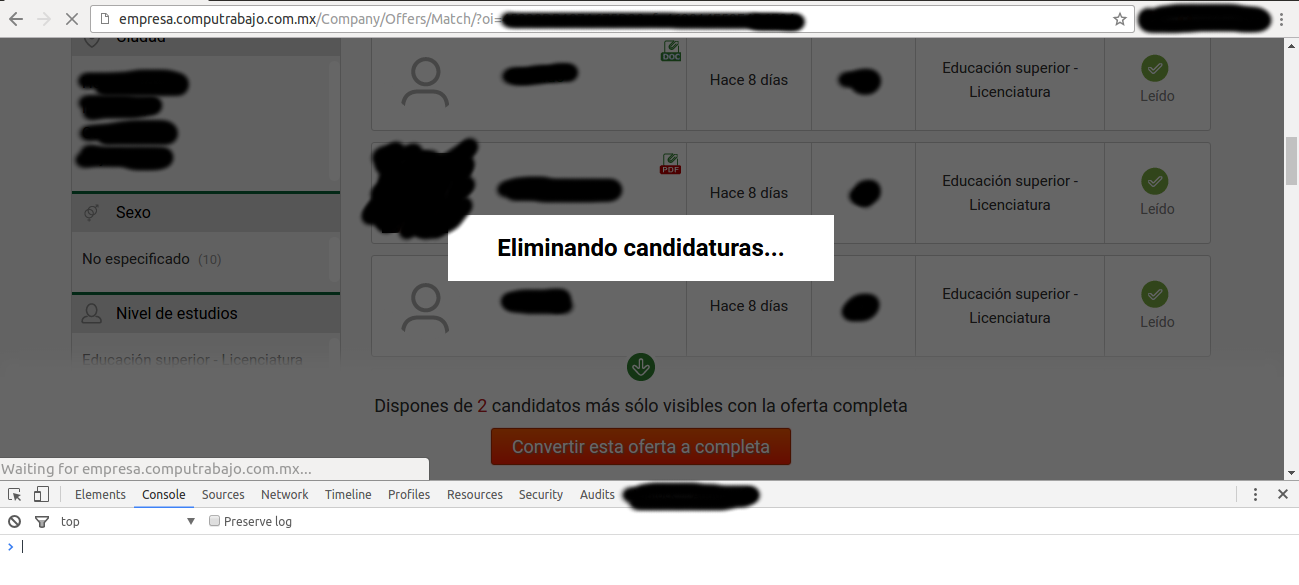 empresa.computrabajo.com.mx/Company/Offers/Match/?oi=
Ciudad
DOC
Hace 8 días
Educación superior -
Licenciatura
Leído
PDF
Hace 8 días
Educación superior -
Licenciatura
Leído
Sexo
No especificado (10)
Eliminando candidaturas...
Hace 8 días
Educación superior -
Licenciatura
Leído
Nivel de estudios
Educación superior - Licenciatura
Dispones de 2 candidatos más sólo visibles con la oferta completa
Convertir esta oferta a completa
Waiting for empresa.computrabajo.com.mx...
Elements Console Sources Network Timeline Profiles Resources Security Audits
top Preserve log